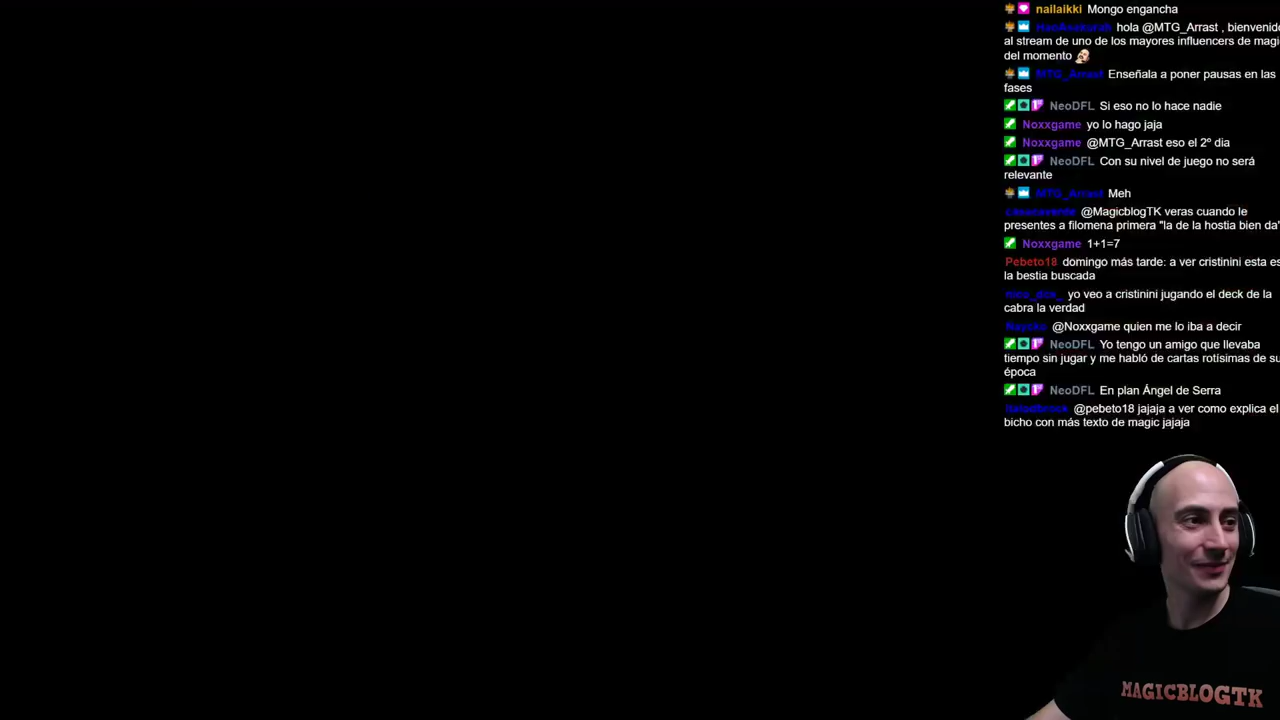 nailaikki Mongo engancha
hola @MTG_Arrast , bienvenido
al stream de uno de los mayores influencers de magi
del momento
MTG_Arrast Enseñala a poner pausas en las
fases
NeoDFL Si eso no lo hace nadie
Noxxgame yo lo hago jaja
Noxxgame @MTG_Arrast eso el 2º dia
NeoDFL Con su nivel de juego no será
relevante
MTG_Arrast Meh
@MagicblogTK veras cuando le
presentes a filomena primera "la de la hostia bien da"
Noxxgame 1+1=7
Pebeto18 domingo más tarde: a ver cristinini esta es
la bestia buscada
yo veo a cristinini jugando el deck de la
cabra la verdad
@Noxxgame quien me lo iba a decir
NeoDFL Yo tengo un amigo que llevaba
tiempo sin jugar y me habló de cartas rotísimas de su
época
NeoDFL En plan Ángel de Serra
@pebeto18 jajaja a ver como explica el
bicho con más texto de magic jajaja
MAGICBLOGTK